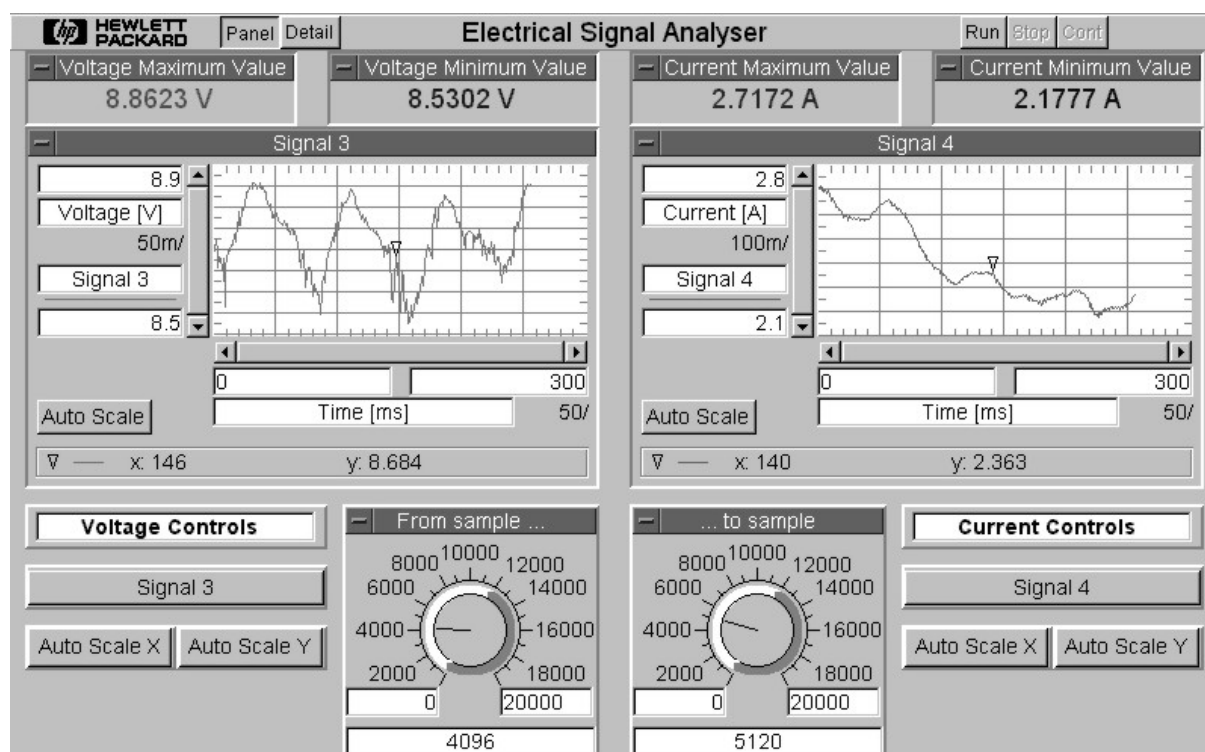 hp HEWLETT PACKARD Panel Detail Electrical Signal Analyser Run Stop Cont
Voltage Maximum Value Voltage Minimum Value Current Maximum Value Current Minimum Value
8.8623 V 8.5302 V 2.7172 A 2.1777 A
Signal 3 Signal 4
8.9 2.8
Voltage [V] Current [A]
50m/ 100m/
Signal 3 Signal 4
8.5 2.1
0 300 0 300
Auto Scale Time [ms] 50/ Auto Scale Time [ms] 50/
x: 146 y: 8.684 x: 140 y: 2.363
Voltage Controls From sample ... ... to sample Current Controls
8000 10000 12000 8000 10000 12000
Signal 3 6000 14000 6000 14000 Signal 4
4000 16000 4000 16000
Auto Scale X Auto Scale Y 2000 18000 2000 18000 Auto Scale X Auto Scale Y
0 20000 0 20000
4096 5120